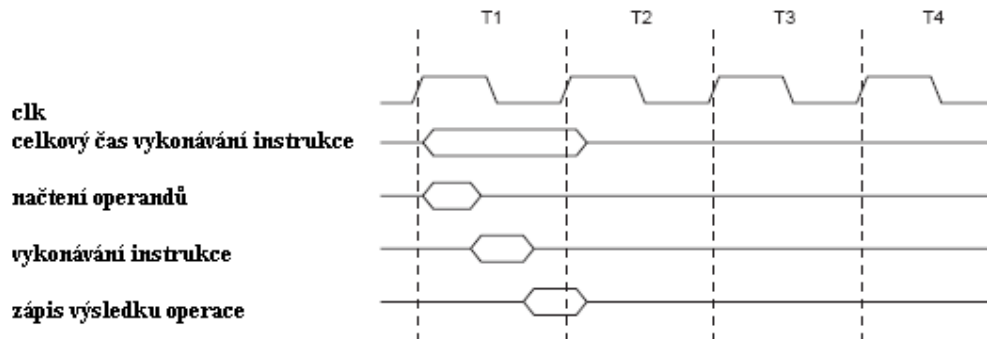 T1 T2 T3 T4
clk
celkový čas vykonávání instrukce
načtení operandů
vykonávání instrukce
zápis výsledku operace